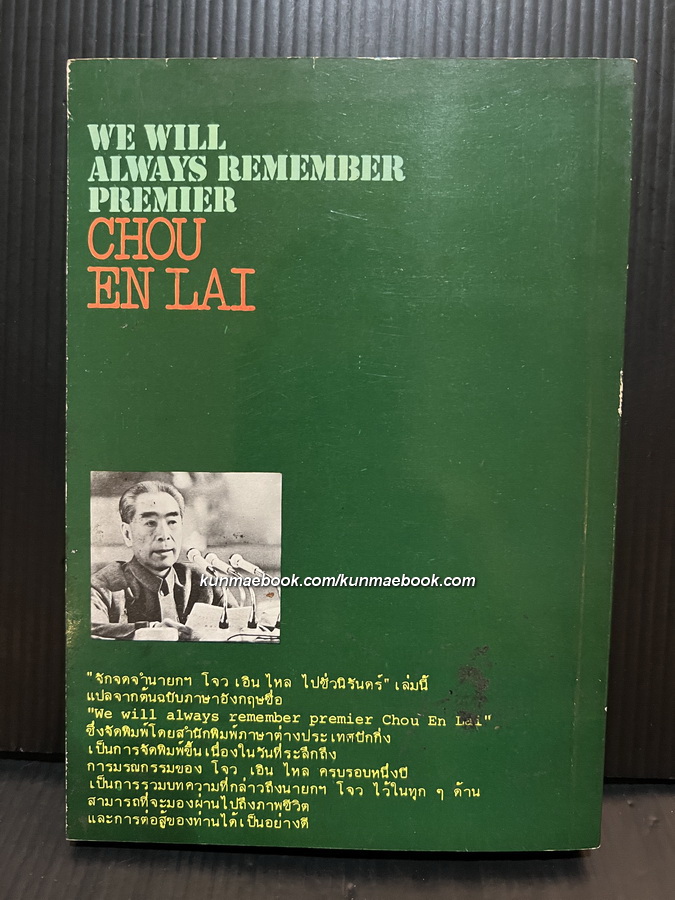 WE WILL
ALWAYS REMEMBER
PREMIER
CHOU
EN LAI
kunmaebook.com/kunmaebook.com
"จักจดจำนายกฯ โจว เอิน ไหล ไปชั่วนิรันดร์" เล่มนี้
แปลจากต้นฉบับภาษาอังกฤษชื่อ
"We will always remember premier Chou En Lai"
ซึ่งจัดพิมพ์โดยสำนักพิมพ์ภาษาต่างประเทศปักกิ่ง
เป็นการจัดพิมพ์ขึ้นเนื่องในวันที่ระลึกถึง
การมรณกรรมของ โจว เอิน ไหล ครบรอบหนึ่งปี
เป็นการรวมบทความที่กล่าวถึงนายกฯ โจว ไว้ในทุก ๆ ด้าน
สามารถที่จะมองผ่านไปถึงภาพชีวิต
และการต่อสู้ของท่านได้เป็นอย่างดี